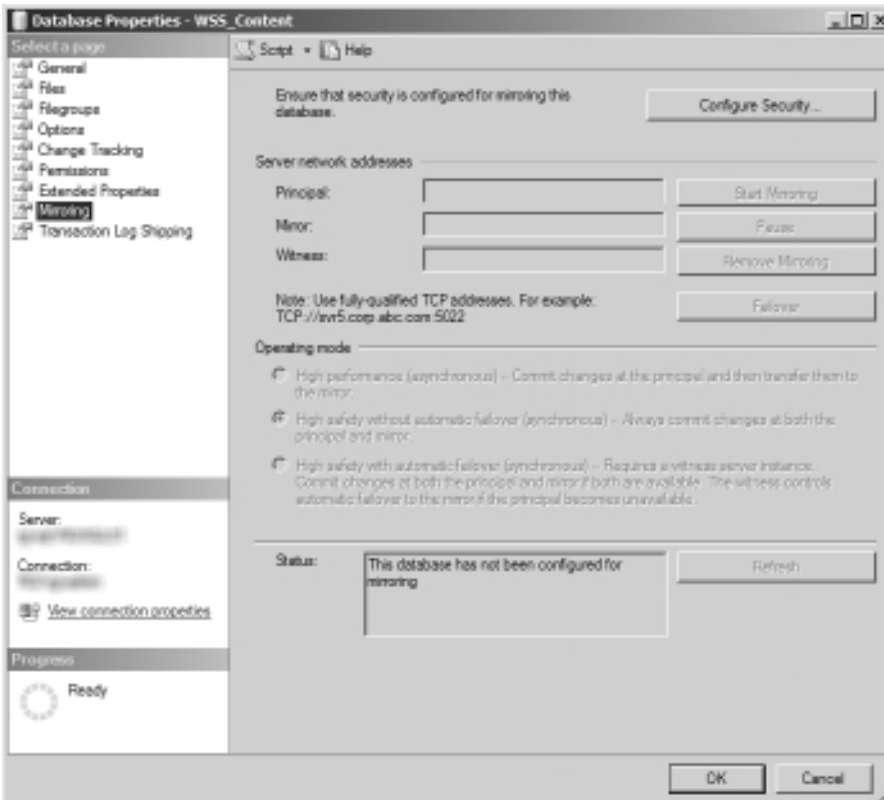 Database Properties - WSS_Content
Select a page
General
Files
Filegroups
Options
Change Tracking
Permissions
Extended Properties
Mirroring
Transaction Log Shipping
Connection
Server:
Connection:
View connection properties
Progress
Ready
Script
Help
Ensure that security is configured for mirroring this
database.
Configure Security...
Server network addresses
Principal:
Start Mirroring
Mirror:
Pause
Witness:
Remove Mirroring
Note: Use fully-qualified TCP addresses. For example:
TCP://svr5.corp.abc.com:5022
Failover
Operating mode
High performance (asynchronous) – Commit changes at the principal and then transfer them to
the mirror.
High safety without automatic failover (synchronous) – Always commit changes at both the
principal and mirror.
High safety with automatic failover (synchronous) – Requires a witness server instance.
Commit changes at both the principal and mirror if both are available. The witness controls
automatic failover to the mirror if the principal becomes unavailable.
Status:
This database has not been configured for
mirroring
Refresh
OK
Cancel